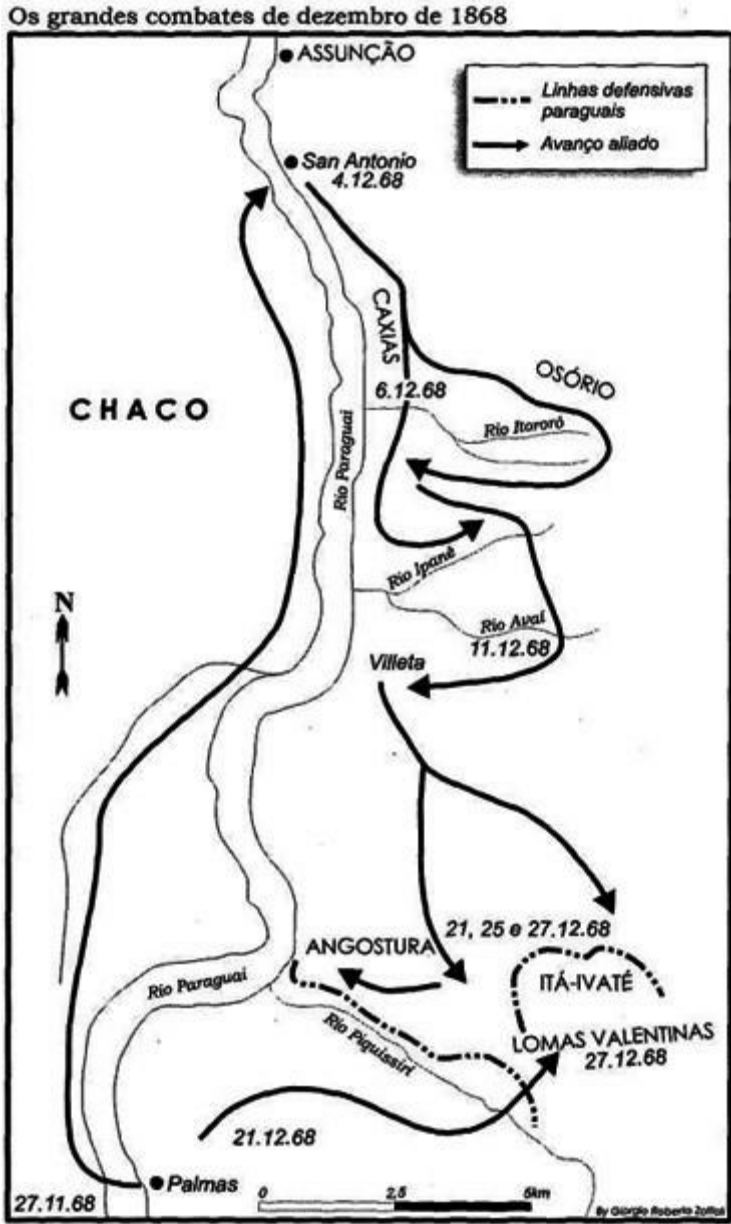 Os grandes combates de dezembro de 1868
ASSUNÇÃO
Linhas defensivas
paraguais
Avanço aliado
San Antonio
4.12.68
CAXIAS
OSÓRIO
6.12.68
CHACO
Rio Itororó
Rio Paraguai
Rio Ipanê
N
Rio Avaí
11.12.68
Villeta
21, 25 e 27.12.68
ANGOSTURA
ITÁ-IVATÉ
Rio Paraguai
LOMAS VALENTINAS
27.12.68
Rio Piquissiri
21.12.68
Palmas
27.11.68
0 2,5 5km
By Giorgio Roberto Zoffoli